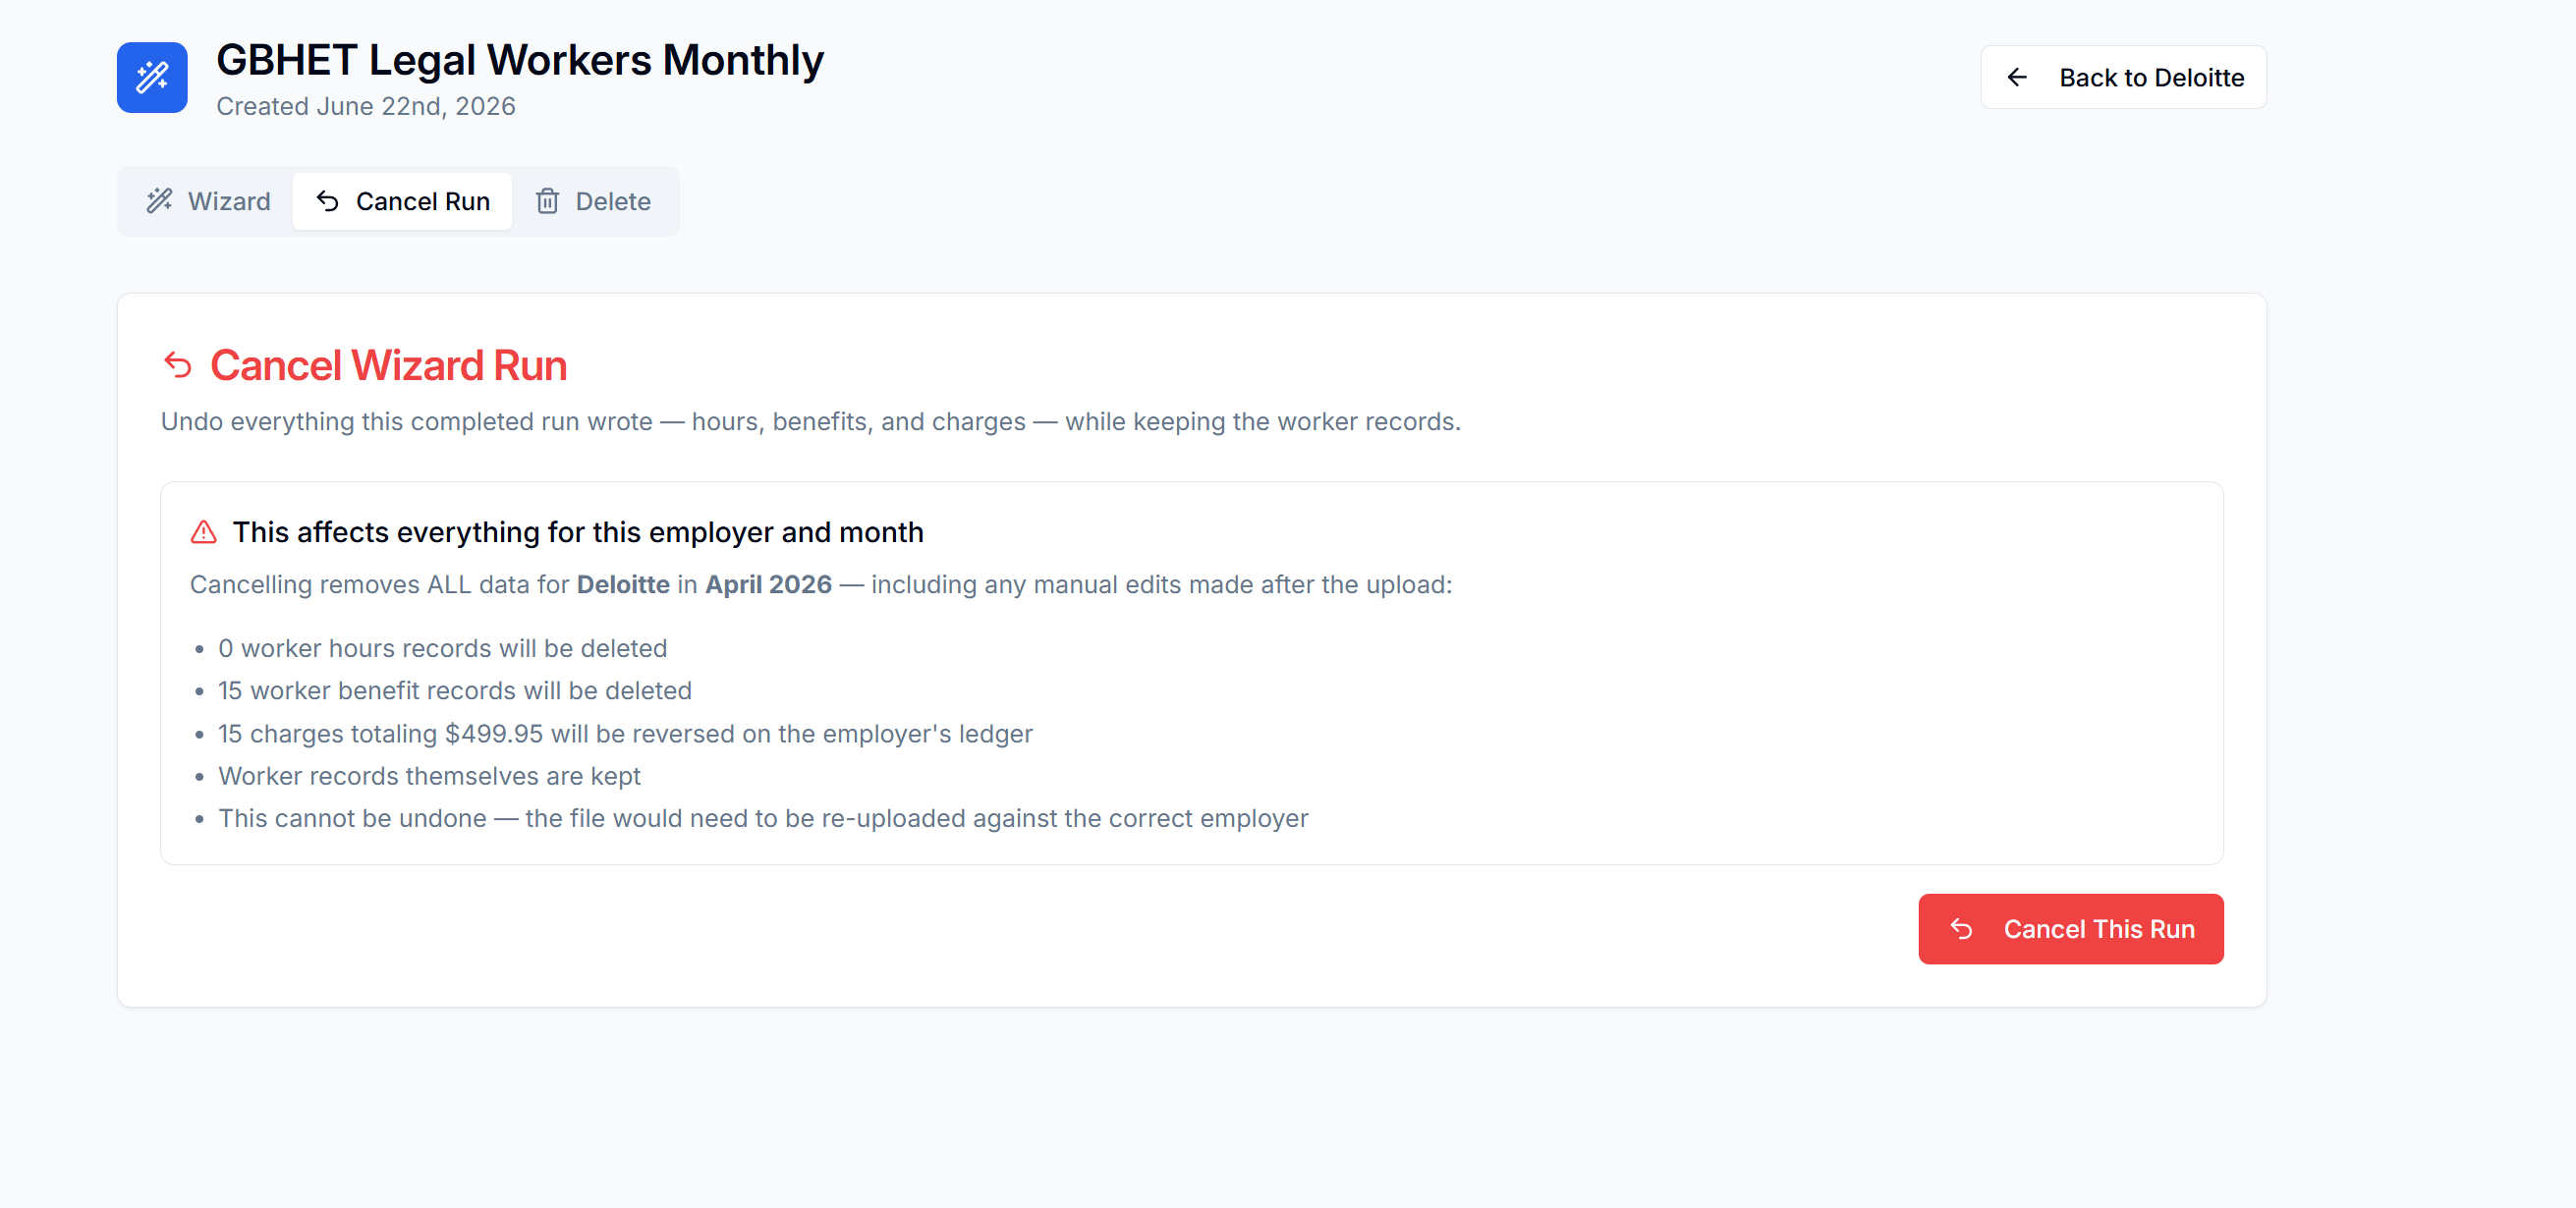 GBHET Legal Workers Monthly
Created June 22nd, 2026
Back to Deloitte
Wizard
Cancel Run
Delete
Cancel Wizard Run
Undo everything this completed run wrote — hours, benefits, and charges — while keeping the worker records.
This affects everything for this employer and month
Cancelling removes ALL data for Deloitte in April 2026 — including any manual edits made after the upload:
• 0 worker hours records will be deleted
• 15 worker benefit records will be deleted
• 15 charges totaling $499.95 will be reversed on the employer's ledger
• Worker records themselves are kept
• This cannot be undone — the file would need to be re-uploaded against the correct employer
Cancel This Run